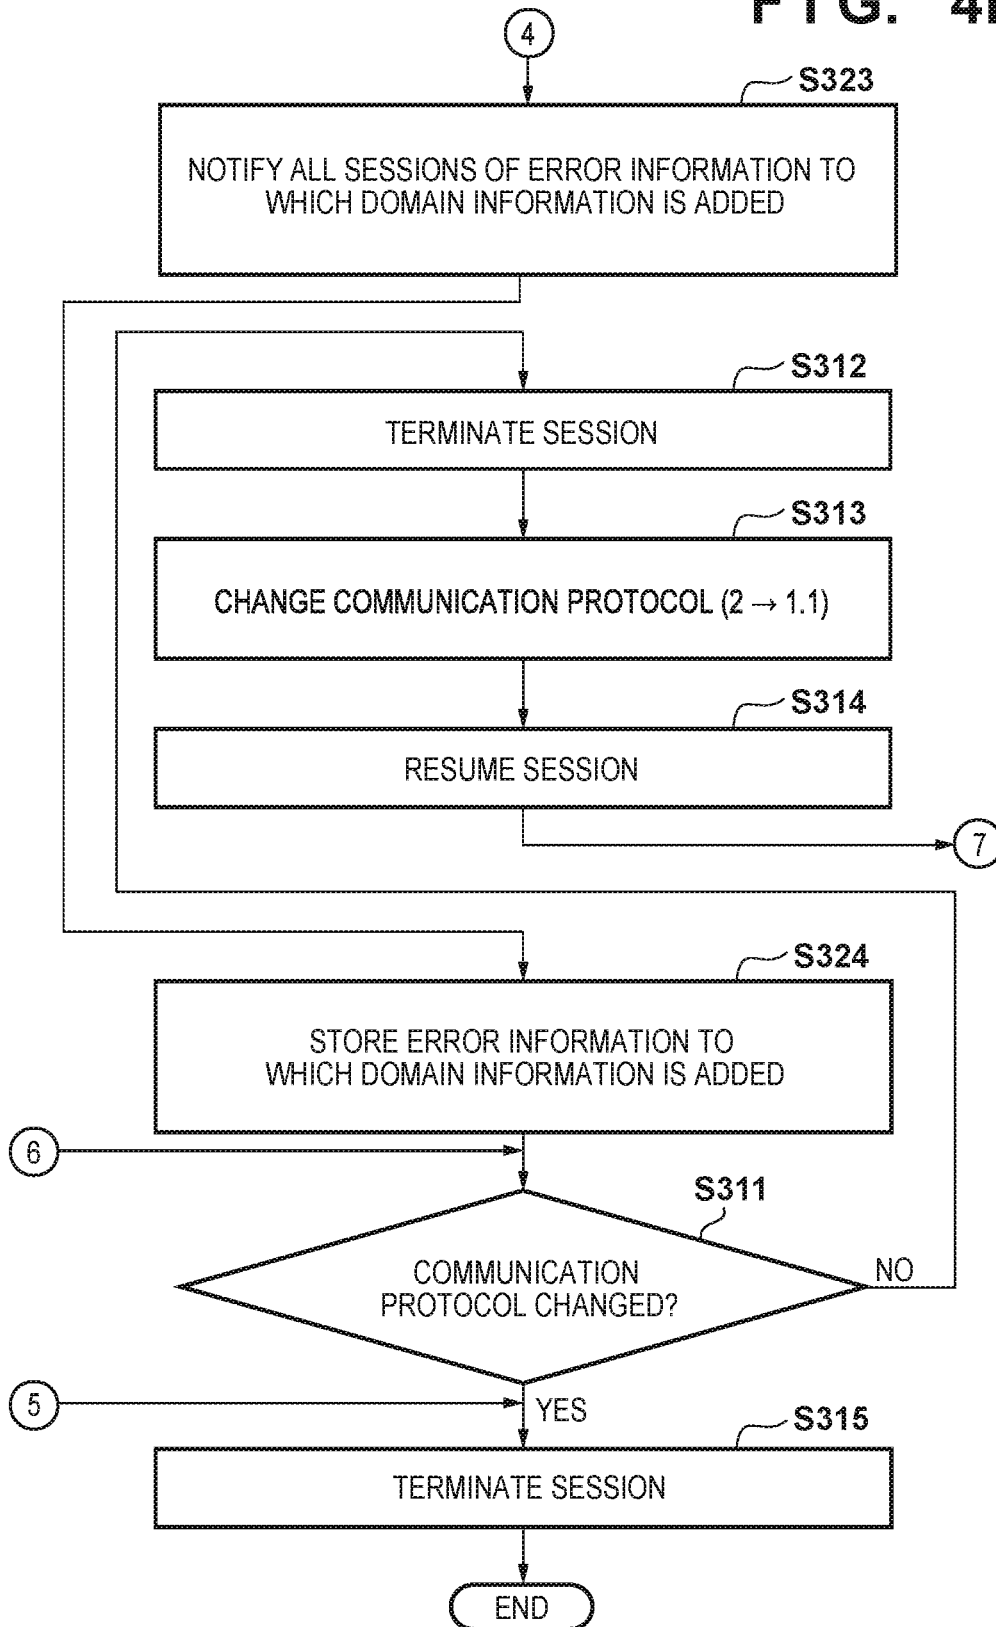 FIG. 4
4
S323
NOTIFY ALL SESSIONS OF ERROR INFORMATION TO
WHICH DOMAIN INFORMATION IS ADDED
S312
TERMINATE SESSION
S313
CHANGE COMMUNICATION PROTOCOL (2 → 1.1)
S314
RESUME SESSION
7
S324
STORE ERROR INFORMATION TO
WHICH DOMAIN INFORMATION IS ADDED
6
S311
COMMUNICATION
PROTOCOL CHANGED?
NO
5
YES
S315
TERMINATE SESSION
END